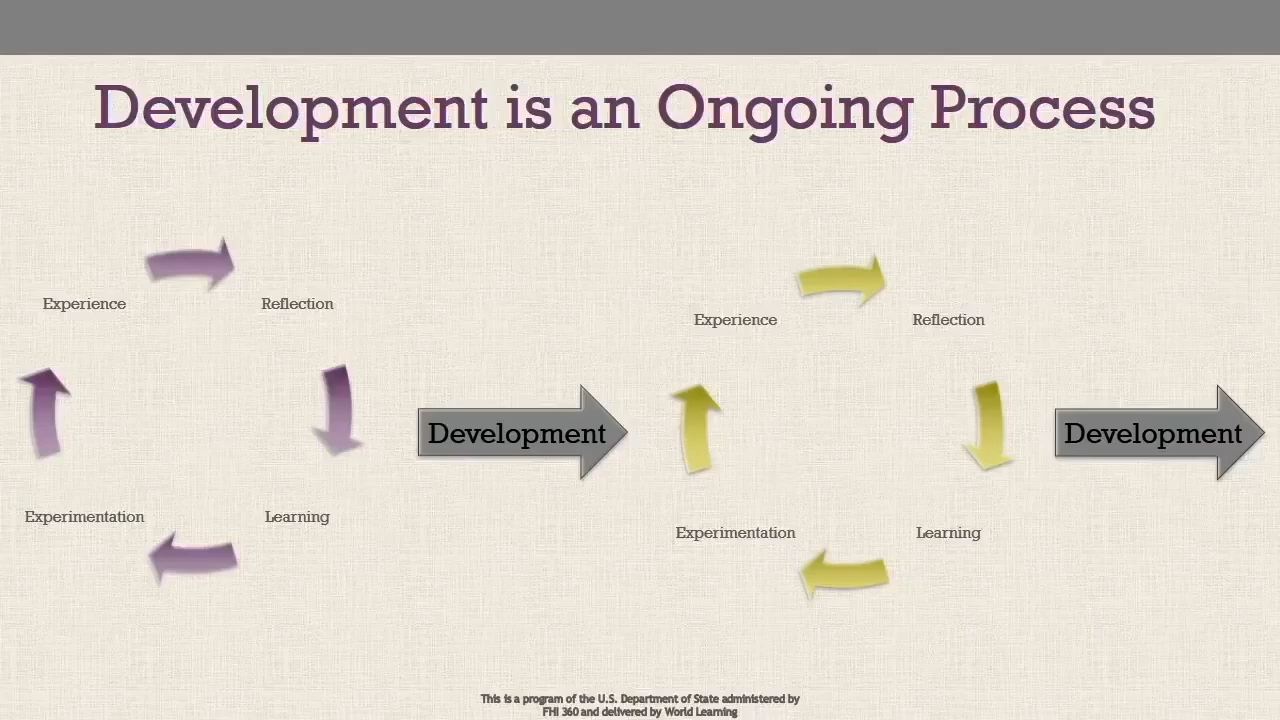 Development is an Ongoing Process
Experience
Reflection
Experimentation
Learning
Development
Experience
Reflection
Experimentation
Learning
Development
This is a program of the U.S. Department of State administered by
FHI 360 and delivered by World Learning